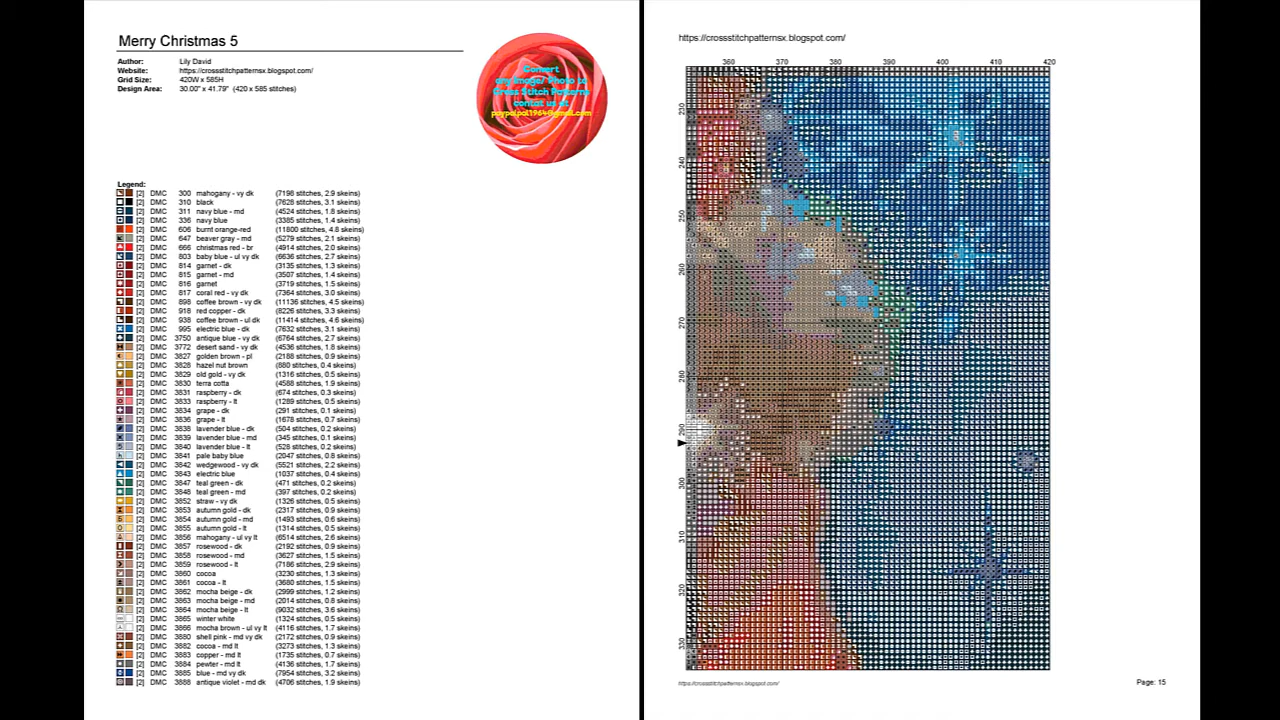 Merry Christmas 5
Author: Lily David
Website: https://crossstitchpatternsx.blogspot.com/
Grid Size: 420W x 585H
Design Area: 30.00" x 41.79" (420 x 585 stitches)
Convert
any Image/ Photo to
Cross Stitch Patterns
contat us at
paypalpal1964@gmail.com
Legend:
[2] DMC 300 mahogany - vy dk (7198 stitches, 2.9 skeins)
[2] DMC 310 black (7628 stitches, 3.1 skeins)
[2] DMC 311 navy blue - md (4524 stitches, 1.8 skeins)
[2] DMC 336 navy blue (3385 stitches, 1.4 skeins)
[2] DMC 606 burnt orange-red (11800 stitches, 4.8 skeins)
[2] DMC 647 beaver gray - md (5279 stitches, 2.1 skeins)
[2] DMC 666 christmas red - br (4914 stitches, 2.0 skeins)
[2] DMC 803 baby blue - ul vy dk (6636 stitches, 2.7 skeins)
[2] DMC 814 garnet - dk (3135 stitches, 1.3 skeins)
[2] DMC 815 garnet - md (3507 stitches, 1.4 skeins)
[2] DMC 816 garnet (3719 stitches, 1.5 skeins)
[2] DMC 817 coral red - vy dk (7364 stitches, 3.0 skeins)
[2] DMC 898 coffee brown - vy dk (11136 stitches, 4.5 skeins)
[2] DMC 918 red copper - dk (8226 stitches, 3.3 skeins)
[2] DMC 938 coffee brown - ul dk (11414 stitches, 4.6 skeins)
[2] DMC 995 electric blue - dk (7632 stitches, 3.1 skeins)
[2] DMC 3750 antique blue - vy dk (6764 stitches, 2.7 skeins)
[2] DMC 3772 desert sand - vy dk (4536 stitches, 1.8 skeins)
[2] DMC 3827 golden brown - pl (2188 stitches, 0.9 skeins)
[2] DMC 3828 hazel nut brown (880 stitches, 0.4 skeins)
[2] DMC 3829 old gold - vy dk (1316 stitches, 0.5 skeins)
[2] DMC 3830 terra cotta (4588 stitches, 1.9 skeins)
[2] DMC 3831 raspberry - dk (674 stitches, 0.3 skeins)
[2] DMC 3833 raspberry - lt (1289 stitches, 0.5 skeins)
[2] DMC 3834 grape - dk (291 stitches, 0.1 skeins)
[2] DMC 3836 grape - lt (1678 stitches, 0.7 skeins)
[2] DMC 3838 lavender blue - dk (504 stitches, 0.2 skeins)
[2] DMC 3839 lavender blue - md (345 stitches, 0.1 skeins)
[2] DMC 3840 lavender blue - lt (528 stitches, 0.2 skeins)
[2] DMC 3841 pale baby blue (2047 stitches, 0.8 skeins)
[2] DMC 3842 wedgewood - vy dk (5521 stitches, 2.2 skeins)
[2] DMC 3843 electric blue (1037 stitches, 0.4 skeins)
[2] DMC 3847 teal green - dk (471 stitches, 0.2 skeins)
[2] DMC 3848 teal green - md (397 stitches, 0.2 skeins)
[2] DMC 3852 straw - vy dk (1326 stitches, 0.5 skeins)
[2] DMC 3853 autumn gold - dk (2317 stitches, 0.9 skeins)
[2] DMC 3854 autumn gold - md (1493 stitches, 0.6 skeins)
[2] DMC 3855 autumn gold - lt (1314 stitches, 0.5 skeins)
[2] DMC 3856 mahogany - ul vy lt (6514 stitches, 2.6 skeins)
[2] DMC 3857 rosewood - dk (2192 stitches, 0.9 skeins)
[2] DMC 3858 rosewood - md (3627 stitches, 1.5 skeins)
[2] DMC 3859 rosewood - lt (7186 stitches, 2.9 skeins)
[2] DMC 3860 cocoa (3230 stitches, 1.3 skeins)
[2] DMC 3861 cocoa - lt (3680 stitches, 1.5 skeins)
[2] DMC 3862 mocha beige - dk (2999 stitches, 1.2 skeins)
[2] DMC 3863 mocha beige - md (2014 stitches, 0.8 skeins)
[2] DMC 3864 mocha beige - lt (9032 stitches, 3.6 skeins)
[2] DMC 3865 winter white (1324 stitches, 0.5 skeins)
[2] DMC 3866 mocha brown - ul vy lt (4116 stitches, 1.7 skeins)
[2] DMC 3880 shell pink - md vy dk (2172 stitches, 0.9 skeins)
[2] DMC 3882 cocoa - md lt (3273 stitches, 1.3 skeins)
[2] DMC 3883 copper - md lt (1735 stitches, 0.7 skeins)
[2] DMC 3884 pewter - md lt (4136 stitches, 1.7 skeins)
[2] DMC 3885 blue - md vy dk (7954 stitches, 3.2 skeins)
[2] DMC 3888 antique violet - md dk (4706 stitches, 1.9 skeins)
https://crossstitchpatternsx.blogspot.com/
360 370 380 390 400 410 420
230
240
250
260
270
280
290
300
310
320
330
https://crossstitchpatternsx.blogspot.com/
Page: 15